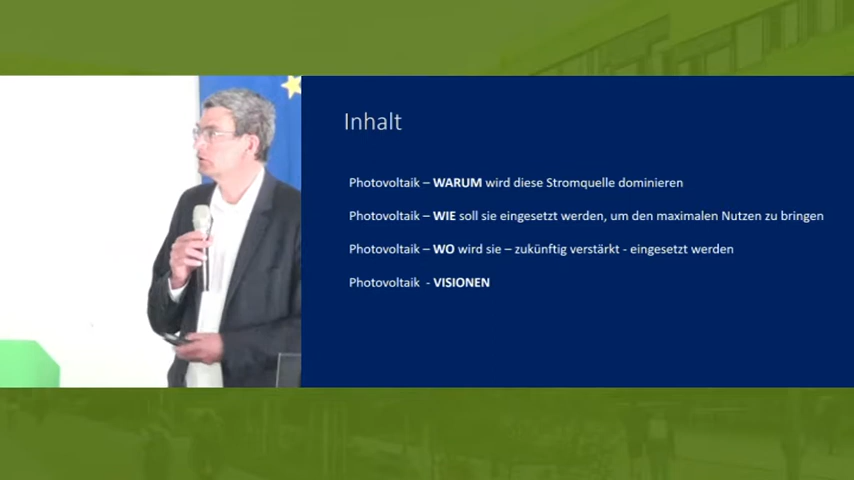 Inhalt
Photovoltaik – WARUM wird diese Stromquelle dominieren
Photovoltaik – WIE soll sie eingesetzt werden, um den maximalen Nutzen zu bringen
Photovoltaik – WO wird sie – zukünftig verstärkt - eingesetzt werden
Photovoltaik - VISIONEN